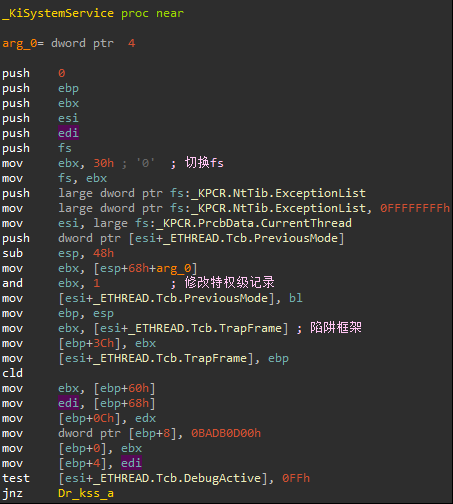 _KiSystemService proc near
arg_0= dword ptr 4
push 0
push ebp
push ebx
push esi
push edi
push fs
mov ebx, 30h ; '0' ; 切换fs
mov fs, ebx
push large dword ptr fs:_KPCR.NtTib.ExceptionList
mov large dword ptr fs:_KPCR.NtTib.ExceptionList, 0FFFFFFFFh
mov esi, large fs:_KPCR.PrcbData.CurrentThread
push dword ptr [esi+_ETHREAD.Tcb.PreviousMode]
sub esp, 48h
mov ebx, [esp+68h+arg_0]
and ebx, 1 ; 修改特权级记录
mov [esi+_ETHREAD.Tcb.PreviousMode], bl
mov ebp, esp
mov ebx, [esi+_ETHREAD.Tcb.TrapFrame] ; 陷阱框架
mov [ebp+3Ch], ebx
mov [esi+_ETHREAD.Tcb.TrapFrame], ebp
cld
mov ebx, [ebp+60h]
mov edi, [ebp+68h]
mov [ebp+0Ch], edx
mov dword ptr [ebp+8], 0BADB0D00h
mov [ebp+0], ebx
mov [ebp+4], edi
test [esi+_ETHREAD.Tcb.DebugActive], 0FFh
jnz Dr_kss_a